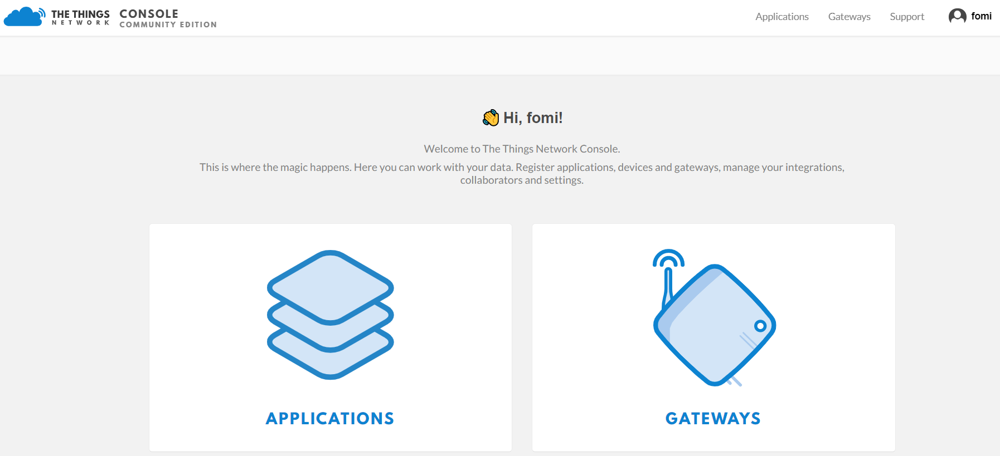 THE THINGS
NETWORK
CONSOLE
COMMUNITY EDITION
Applications
Gateways
Support
fomi
Hi, fomi!
Welcome to The Things Network Console.
This is where the magic happens. Here you can work with your data. Register applications, devices and gateways, manage your integrations,
collaborators and settings.
APPLICATIONS
GATEWAYS